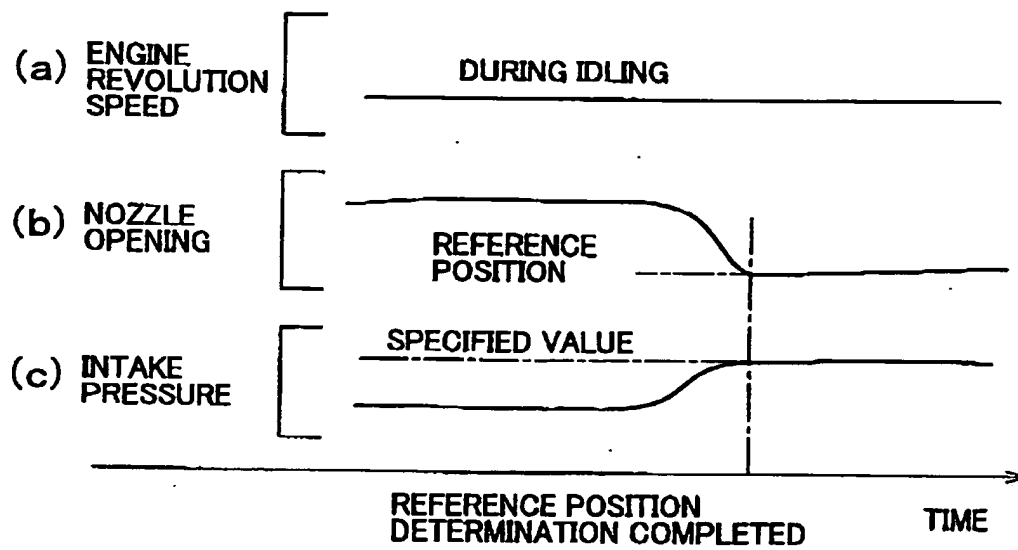 (a) ENGINE
REVOLUTION
SPEED
DURING IDLING
(b) NOZZLE
OPENING
REFERENCE
POSITION
(c) INTAKE
PRESSURE
SPECIFIED VALUE
REFERENCE POSITION
DETERMINATION COMPLETED
TIME